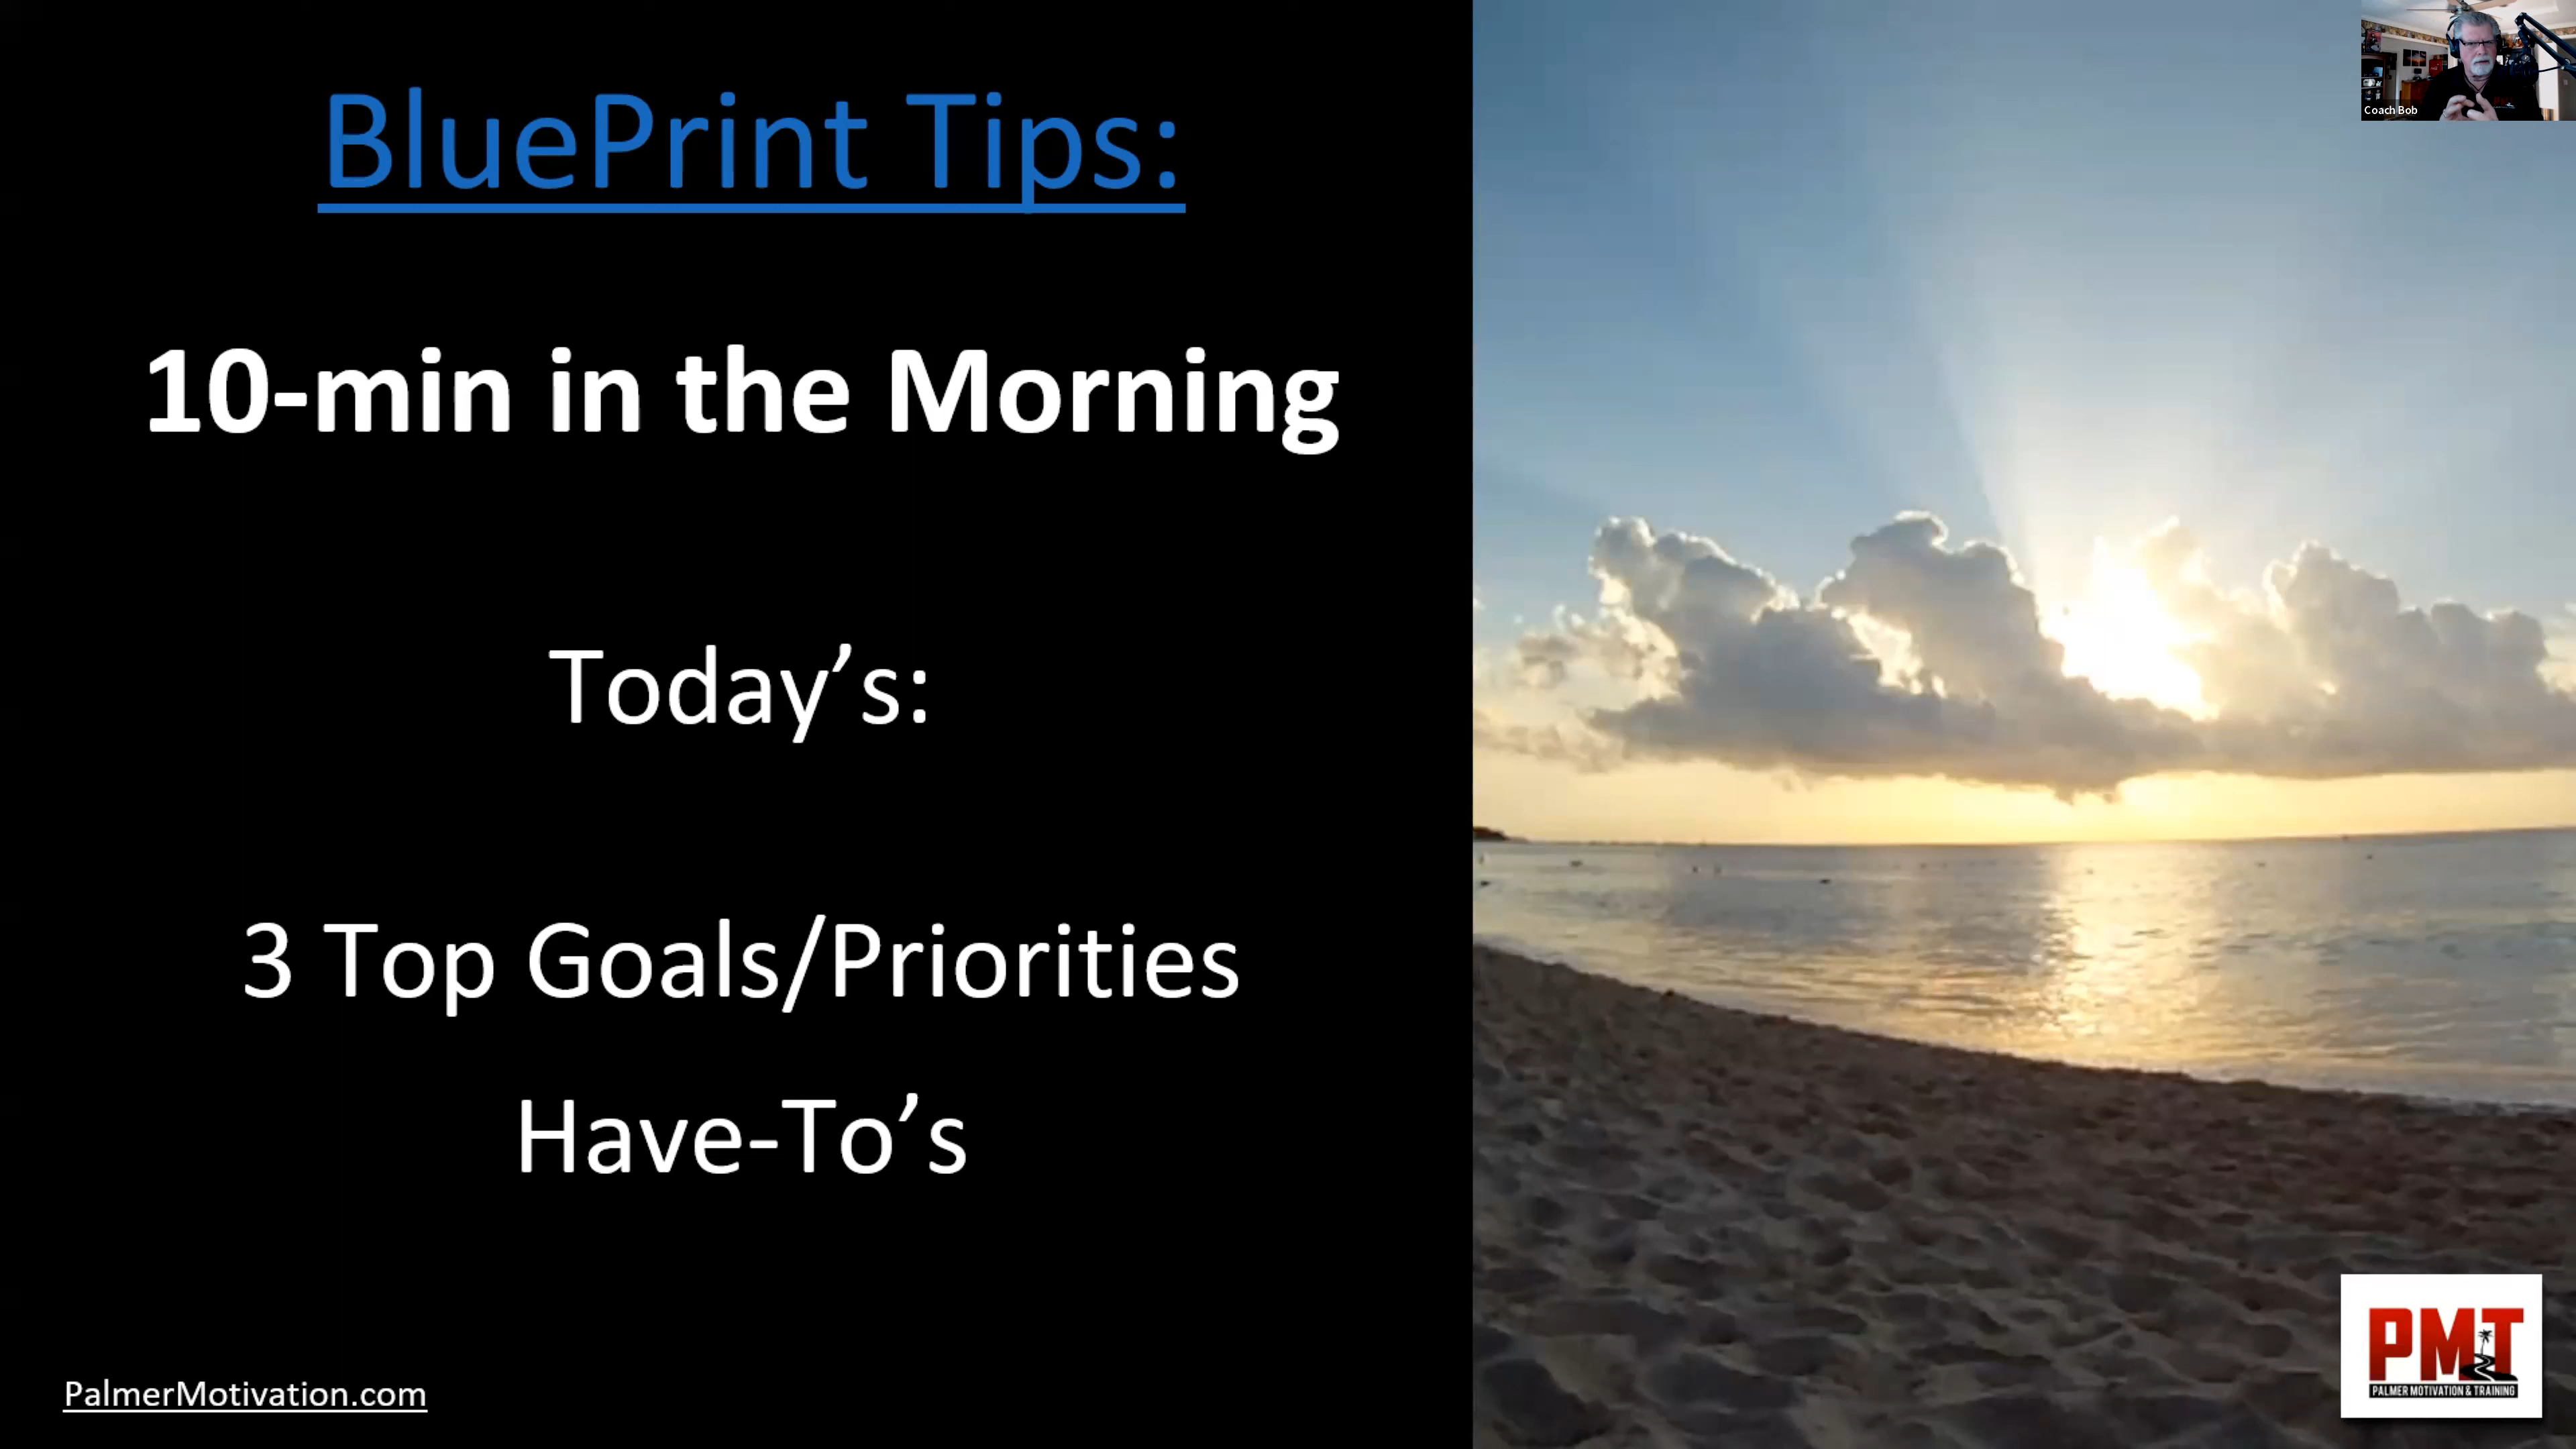 BluePrint Tips:
10-min in the Morning
Today’s:
3 Top Goals/Priorities
Have-To’s
PalmerMotivation.com
Coach Bob
PMT
PALMER MOTIVATION & TRAINING